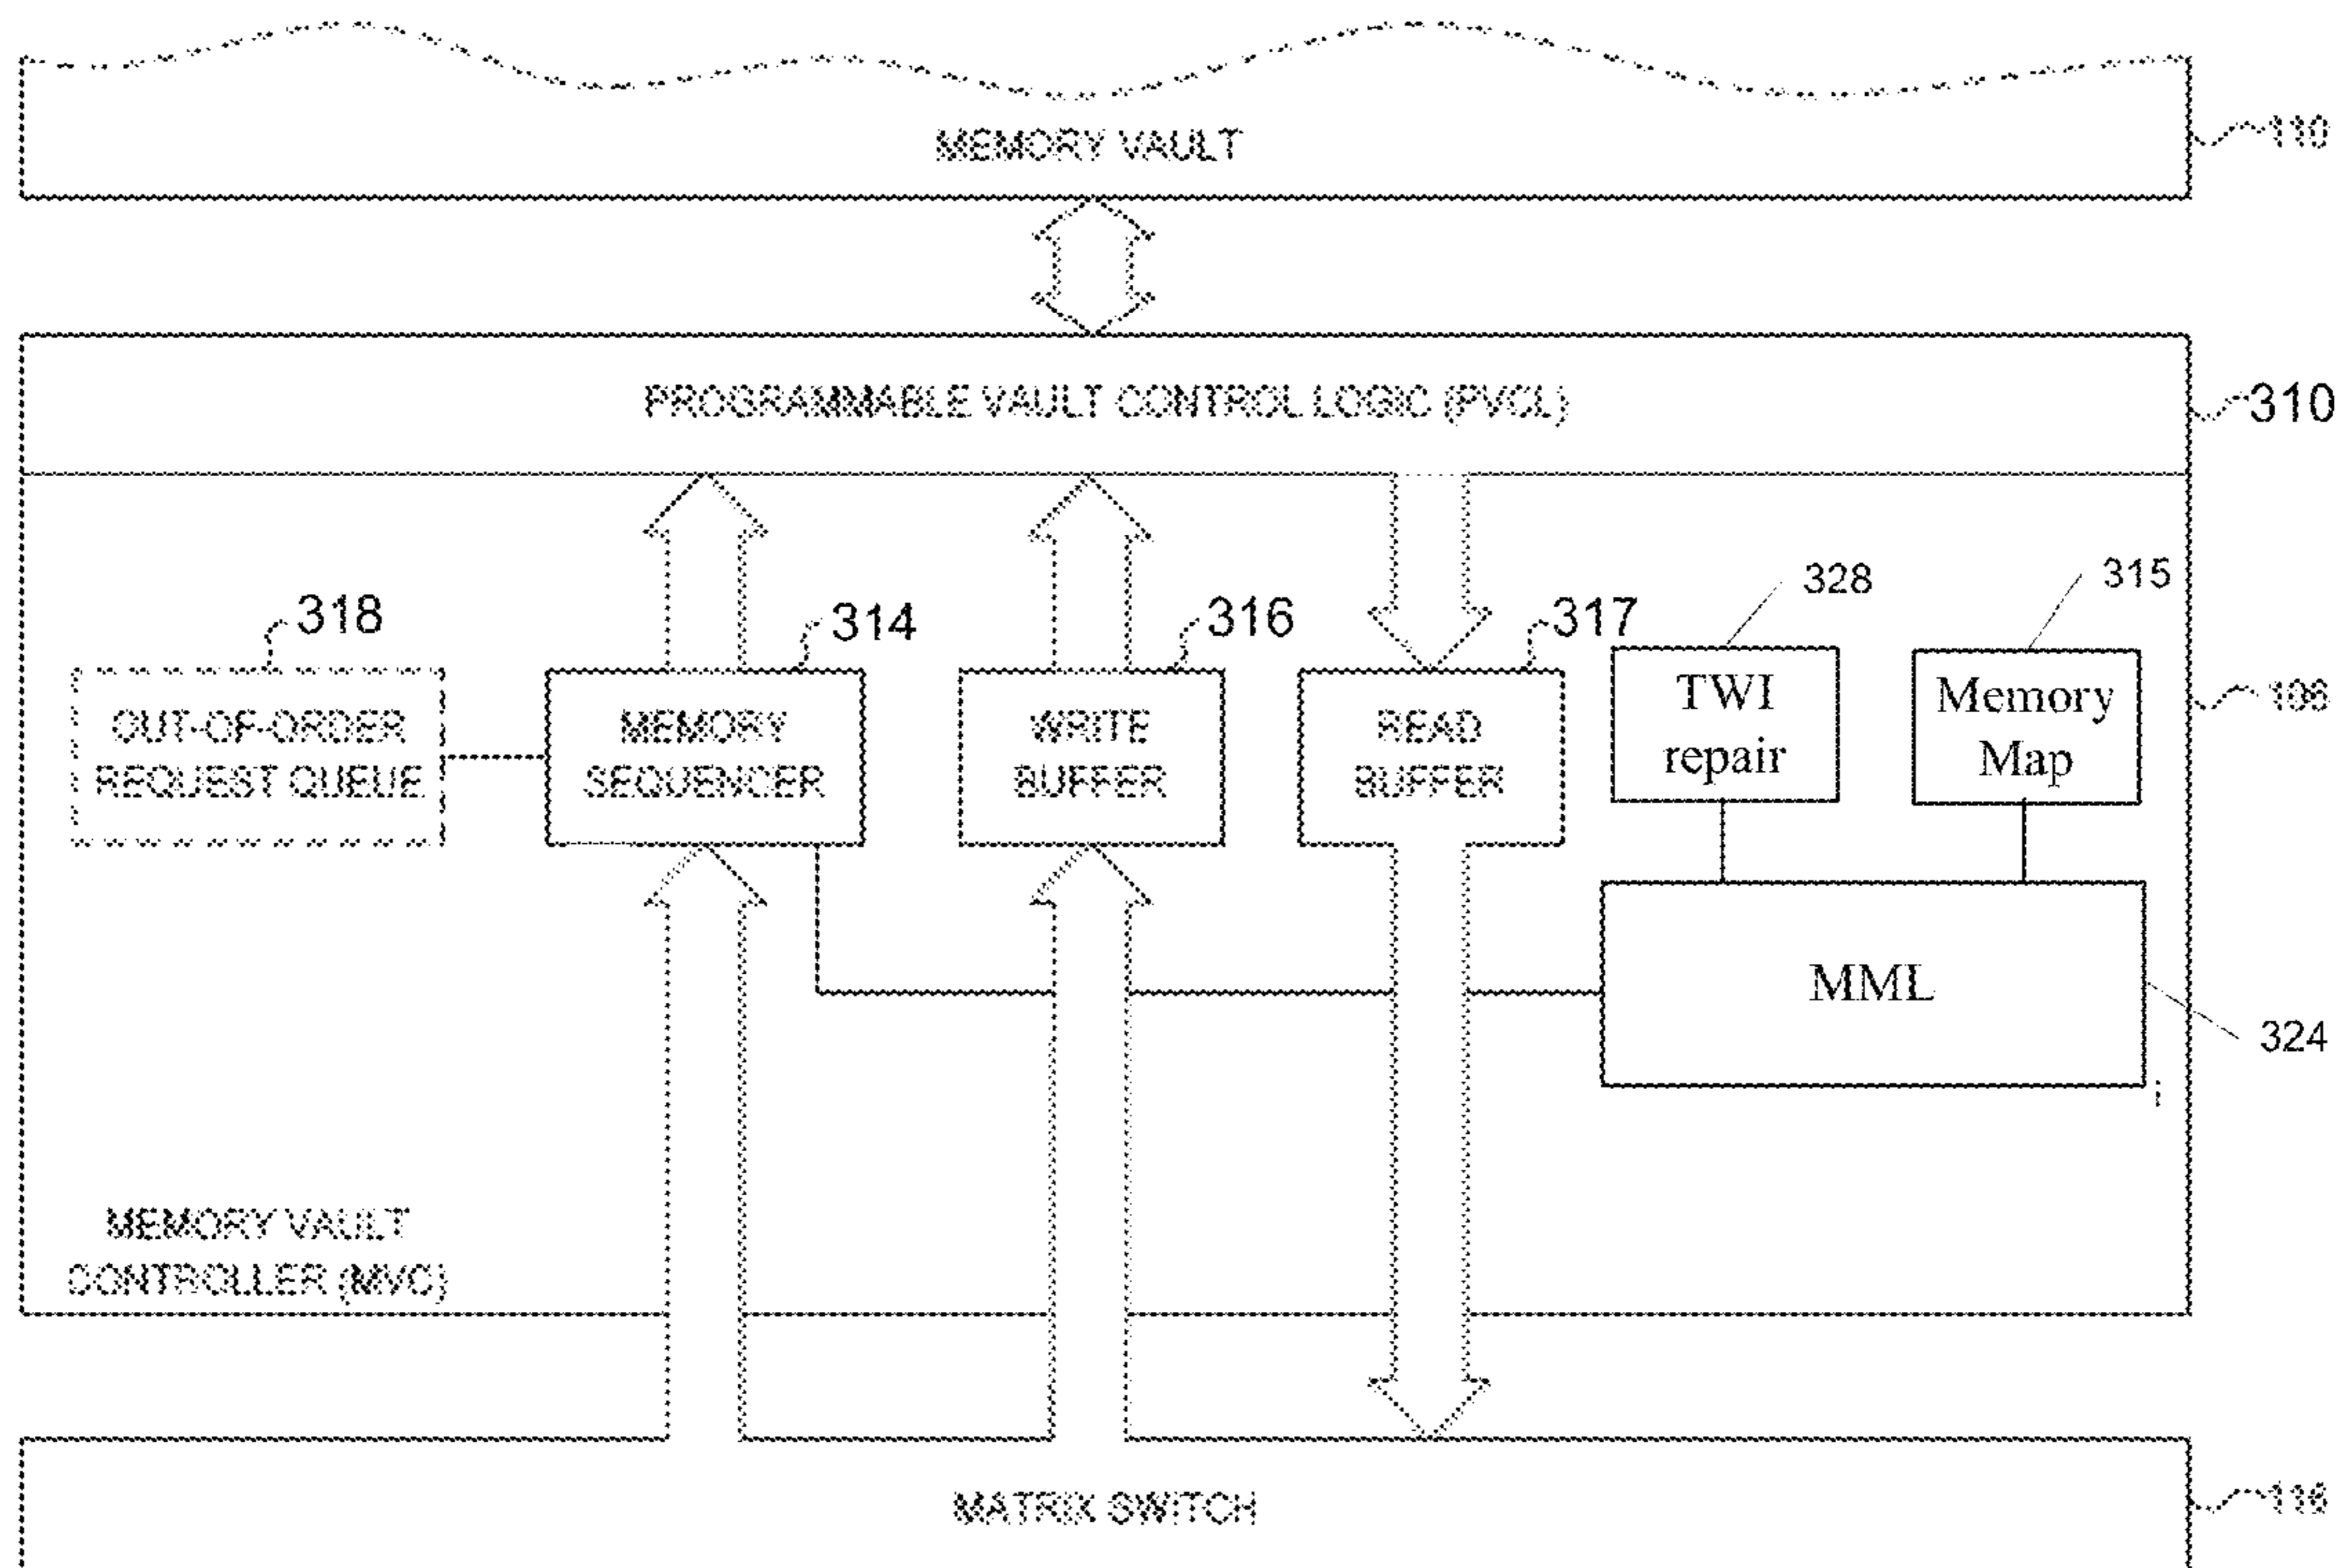 MEMORY VAULT
110
PROGRAMMABLE VAULT CONTROL LOGIC (PVCL)
310
318
314
316
317
328
315
OUT-OF-ORDER
REQUEST QUEUE
MEMORY
SEQUENCER
WRITE
BUFFER
READ
BUFFER
TWI
repair
Memory
Map
106
MML
324
MEMORY VAULT
CONTROLLER (MVC)
MATRIX SWITCH
116